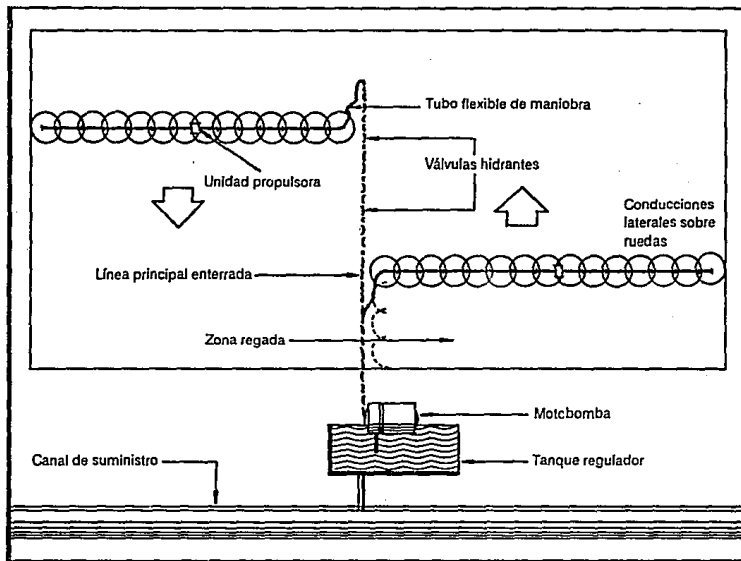 Tubo flexible de maniobra
Válvulas hidrantes
Unidad propulsora
Conducciones
laterales sobre
ruedas
Línea principal enterrada
Zona regada
Motobomba
Canal de suministro
Tanque regulador